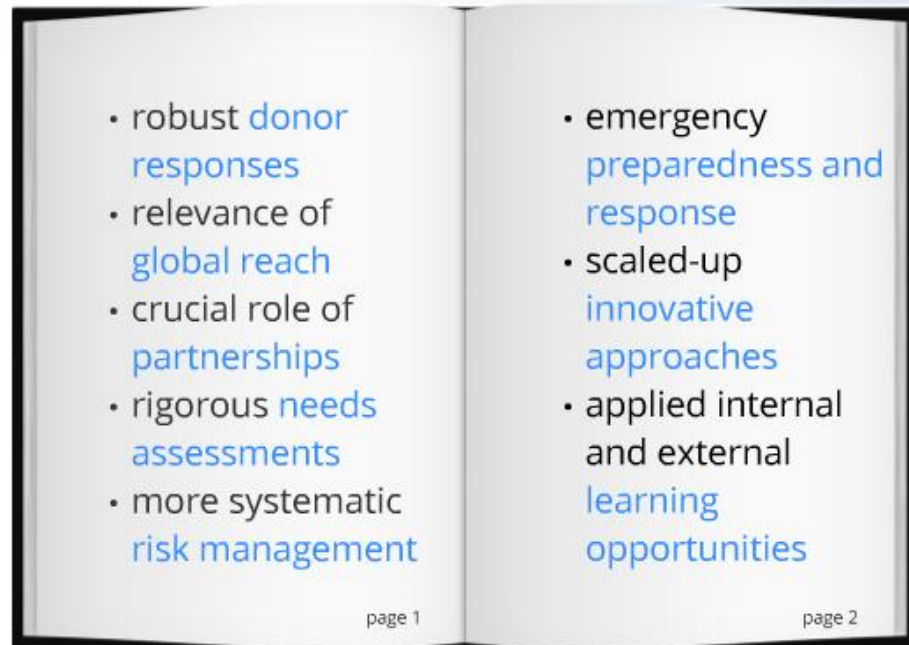 • robust donor
responses
• relevance of
global reach
• crucial role of
partnerships
• rigorous needs
assessments
• more systematic
risk management
page 1
• emergency
preparedness and
response
• scaled-up
innovative
approaches
• applied internal
and external
learning
opportunities
page 2